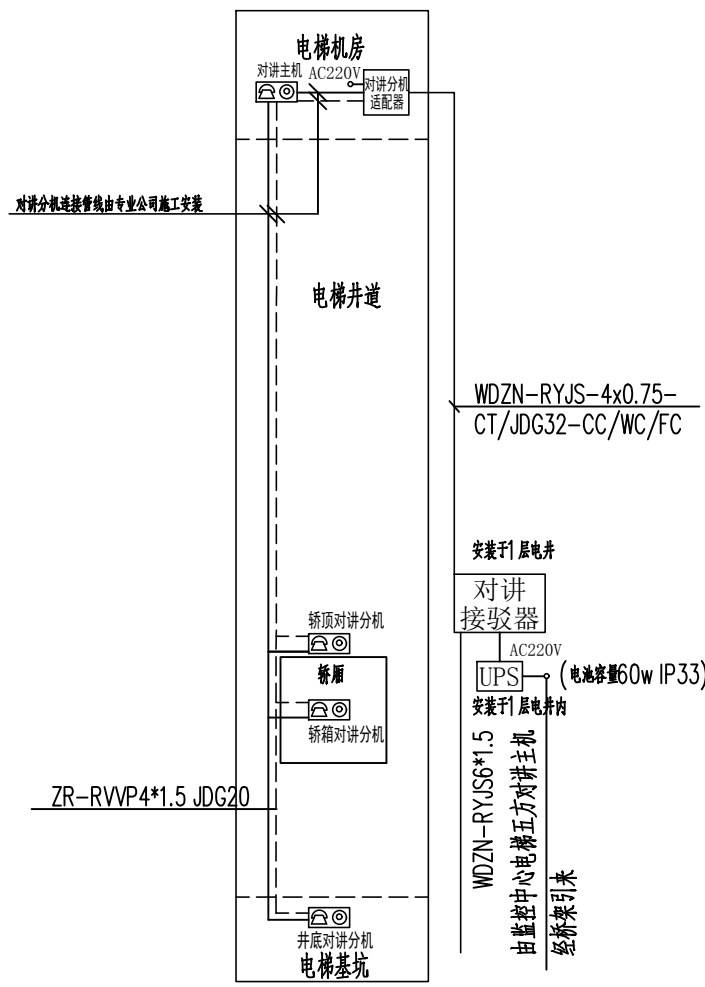 电梯机房
对讲主机
AC220V
对讲分机
适配器
对讲分机连接管线由专业公司施工安装
电梯井道
WDZN-RYJS-4x0.75-
CT/JDG32-CC/WC/FC
安装于1层电井
对讲
接驳器
AC220V
UPS
(电池容量60w IP33)
安装于1层电井内
轿顶对讲分机
轿厢
轿箱对讲分机
ZR-RVVP4*1.5 JDG20
WDZN-RYJS6*1.5
由监控中心电梯五方对讲主机
经桥架引来
井底对讲分机
电梯基坑